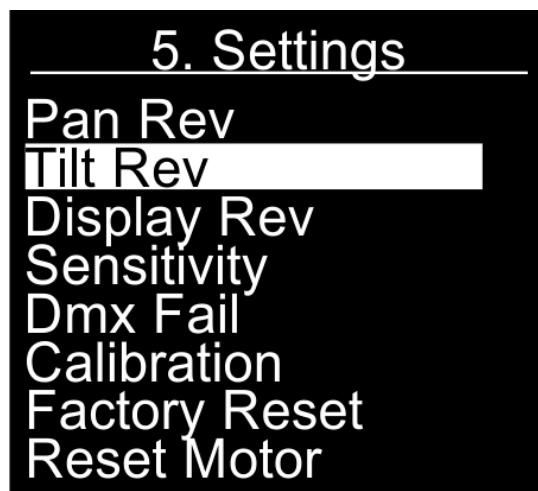 5. Settings
Pan Rev
Tilt Rev
Display Rev
Sensitivity
Dmx Fail
Calibration
Factory Reset
Reset Motor